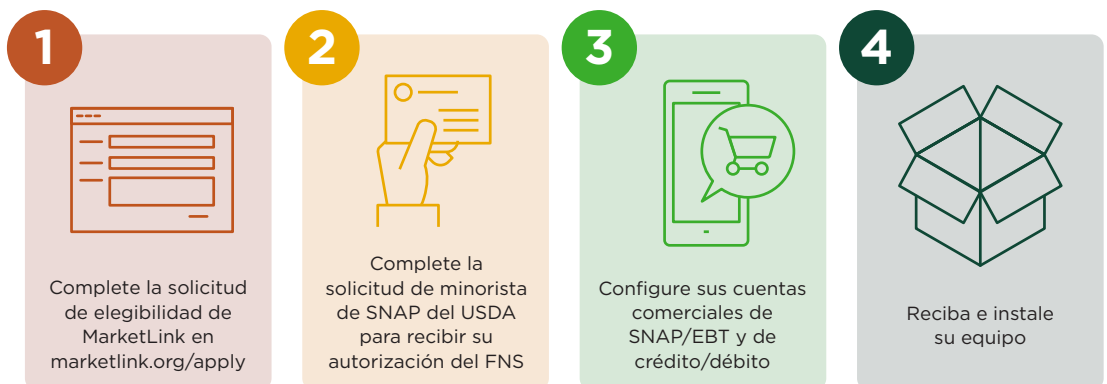 1
Complete la solicitud
de elegibilidad de
MarketLink en
marketlink.org/apply
2
Complete la
solicitud de minorista
de SNAP del USDA
para recibir su
autorización del FNS
3
Configure sus cuentas
comerciales de
SNAP/EBT y de
crédito/débito
4
Reciba e instale
su equipo